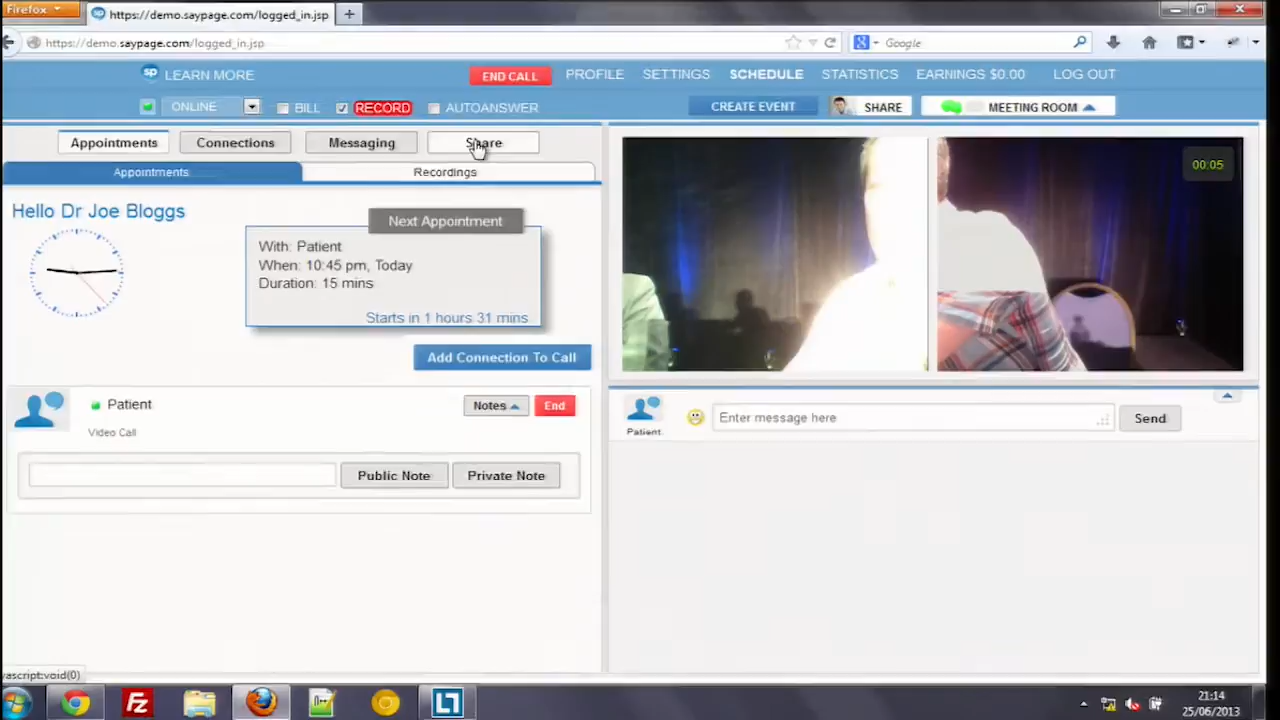 Firefox
https://demo.saypage.com/logged_in.jsp
https://demo.saypage.com/logged_in.jsp
Google
sp LEARN MORE
END CALL
PROFILE
SETTINGS
SCHEDULE
STATISTICS
EARNINGS $0.00
LOG OUT
ONLINE
BILL
RECORD
AUTOANSWER
CREATE EVENT
SHARE
MEETING ROOM
Appointments
Connections
Messaging
Share
Appointments
Recordings
Hello Dr Joe Bloggs
Next Appointment
With: Patient
When: 10:45 pm, Today
Duration: 15 mins
Starts in 1 hours 31 mins
Add Connection To Call
Patient
Notes
End
Video Call
Public Note
Private Note
00:05
Patient
Enter message here
Send
avascript:void(0)
21:14
25/06/2013